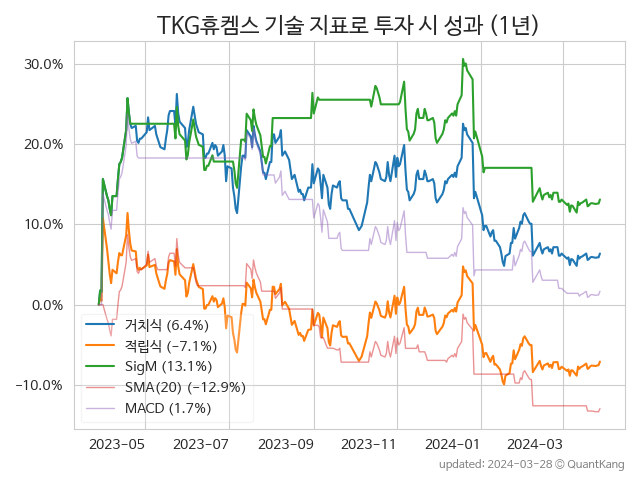 TKG휴켐스 기술 지표로 투자 시 성과 (1년)
30.0%
20.0%
10.0%
0.0%
−10.0%
거치식 (6.4%)
적립식 (−7.1%)
SigM (13.1%)
SMA(20) (−12.9%)
MACD (1.7%)
2023−05 2023−07 2023−09 2023−11 2024−01 2024−03
updated: 2024−03−28 © QuantKang